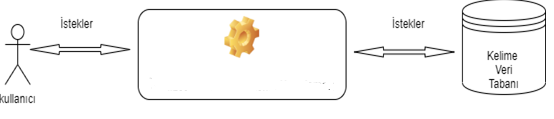 İstekler
İstekler
Kelime
Veri
Tabanı
kullanıcı